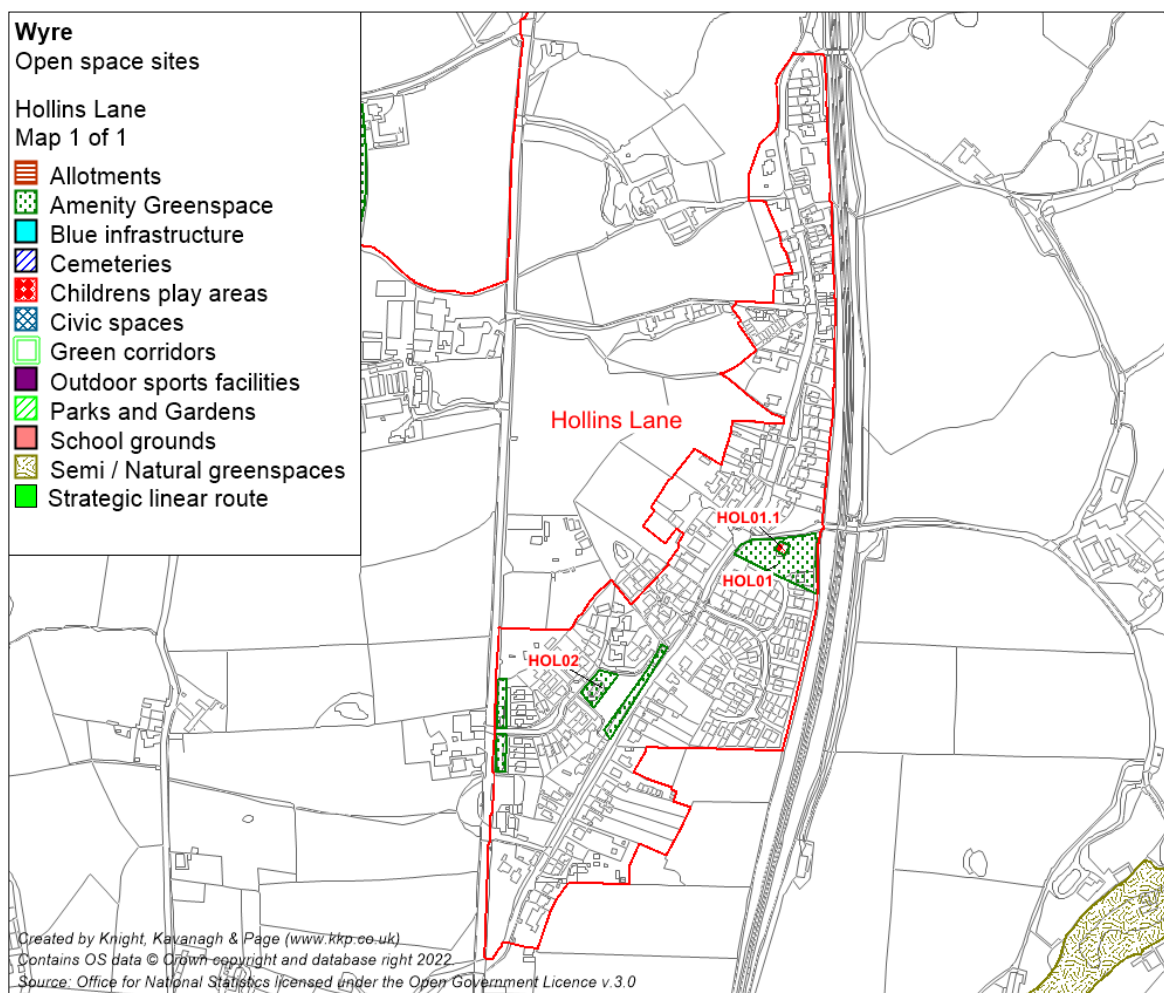 Wyre
Open space sites
Hollins Lane
Map 1 of 1
Allotments
Amenity Greenspace
Blue infrastructure
Cemeteries
Childrens play areas
Civic spaces
Green corridors
Outdoor sports facilities
Parks and Gardens
School grounds
Semi / Natural greenspaces
Strategic linear route
Hollins Lane
HOL01.1
HOL01
HOL02
Created by Knight, Kavanagh & Page (www.kkp.co.uk)
Contains OS data © Crown copyright and database right 2022.
Source: Office for National Statistics licensed under the Open Government Licence v.3.0